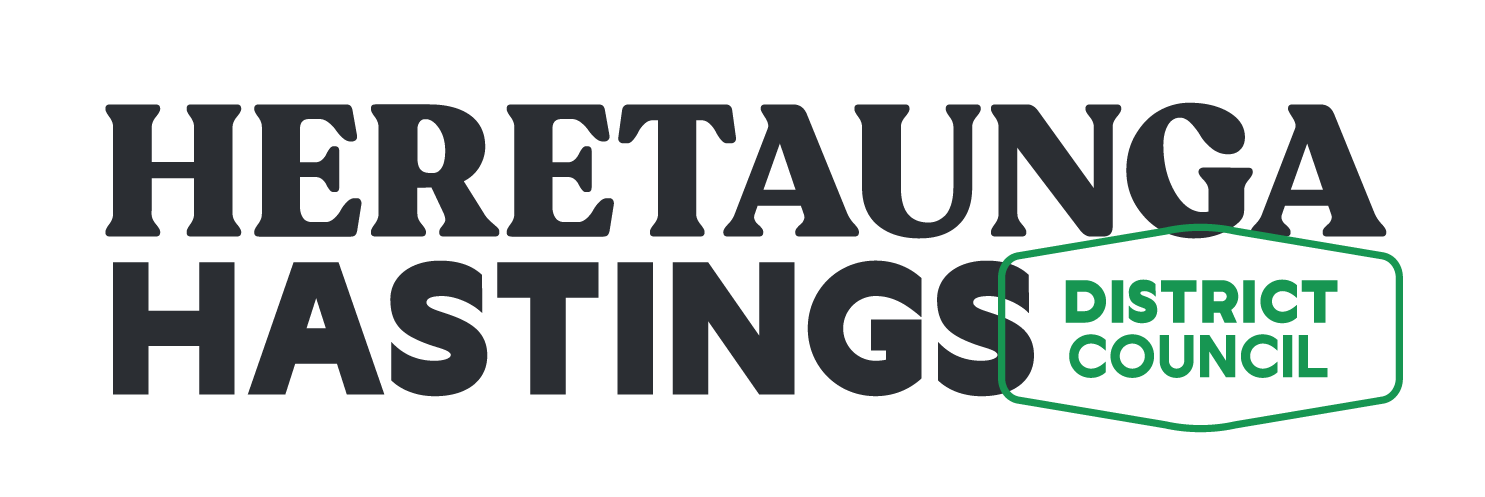 HERETAUNGA
HASTINGS
DISTRICT
COUNCIL